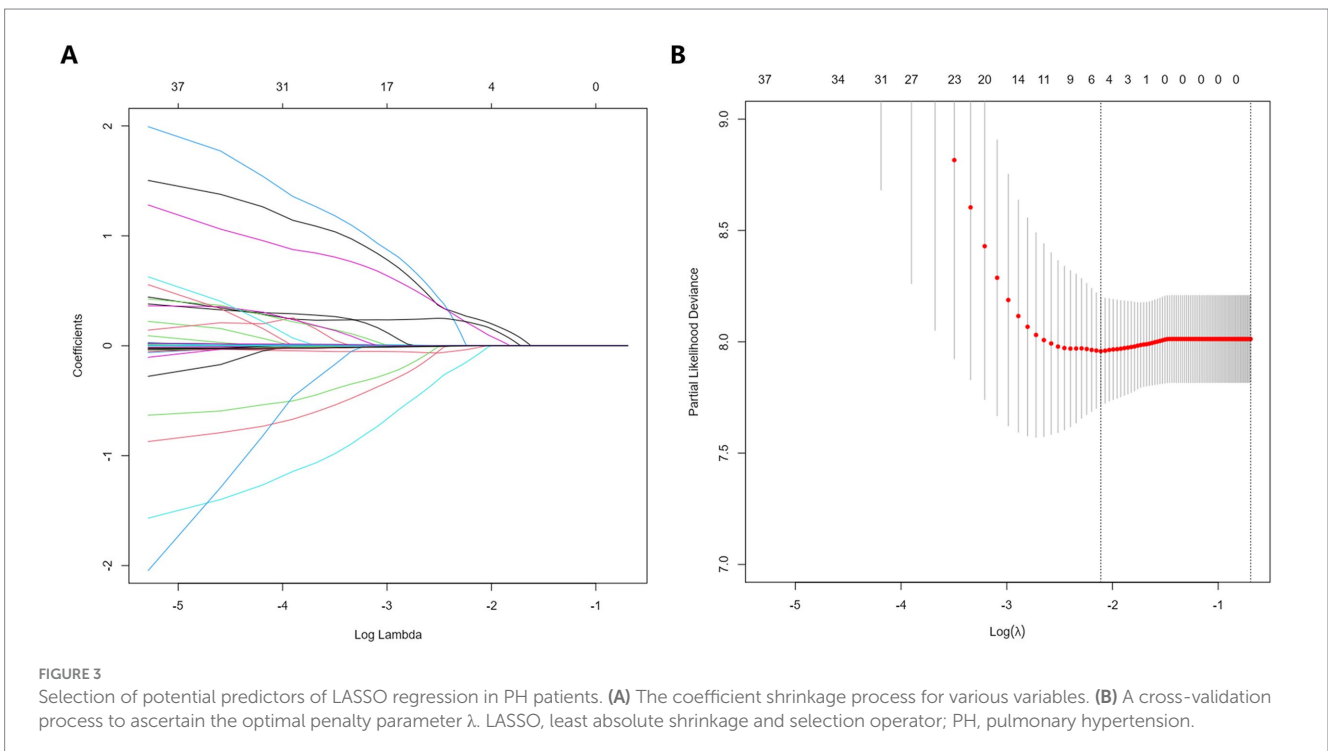 A
37 31 17 4 0
2
1
0
-1
-2
Coefficients
-5 -4 -3 -2 -1
Log Lambda
B
37 34 31 27 23 20 14 11 9 6 4 3 1 0 0 0 0 0
9.0
8.5
8.0
7.5
7.0
Partial Likelihood Deviance
-5 -4 -3 -2 -1
Log(λ)
FIGURE 3
Selection of potential predictors of LASSO regression in PH patients. (A) The coefficient shrinkage process for various variables. (B) A cross-validation
process to ascertain the optimal penalty parameter λ. LASSO, least absolute shrinkage and selection operator; PH, pulmonary hypertension.